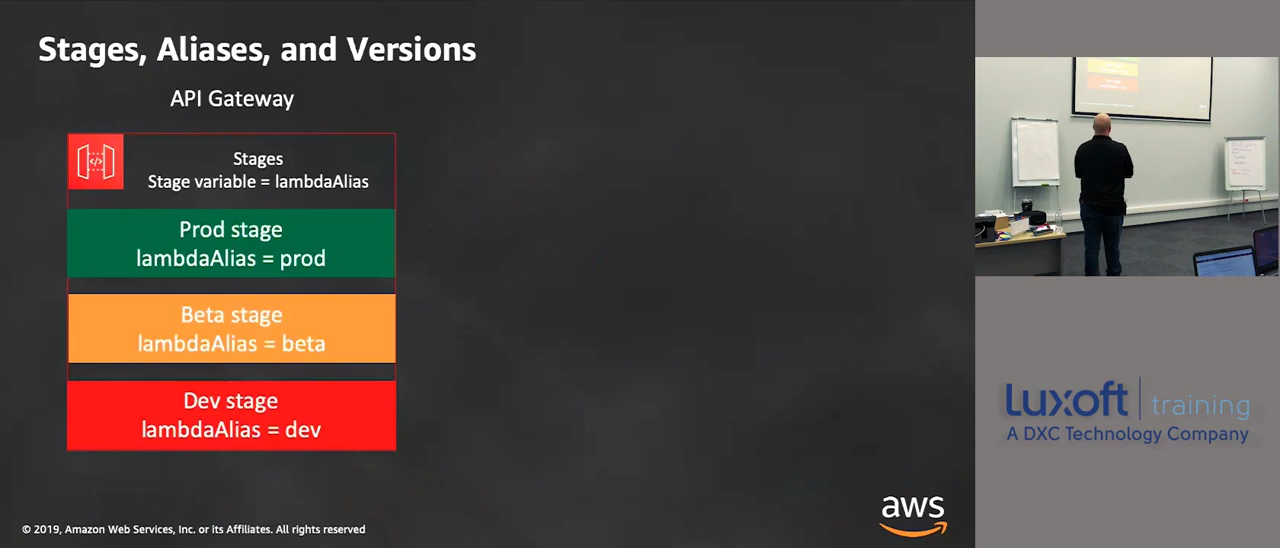 Stages, Aliases, and Versions
API Gateway
Stages
Stage variable = lambdaAlias
Prod stage
lambdaAlias = prod
Beta stage
lambdaAlias = beta
Dev stage
lambdaAlias = dev
© 2019, Amazon Web Services, Inc. or its Affiliates. All rights reserved
aws
Luxoft training
A DXC Technology Company